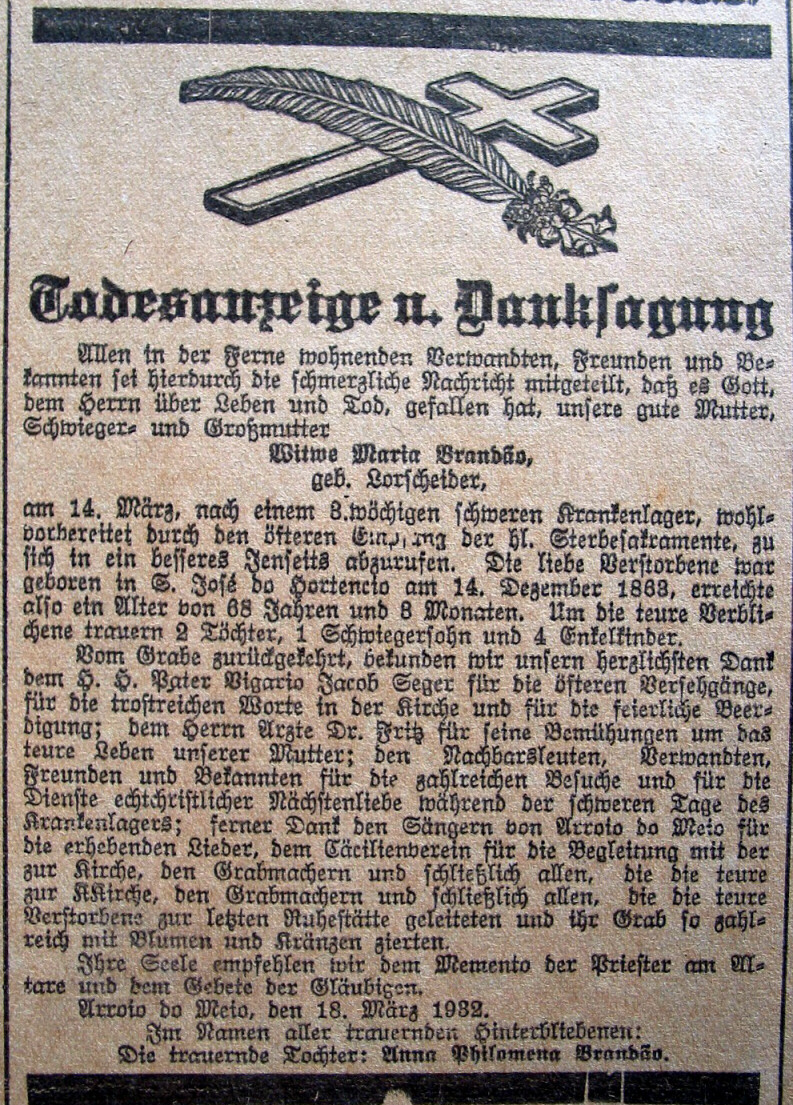 Todesanzeige u. Danksagung
Allen in der Ferne wohnenden Verwandten, Freunden und Be-
kannten sei hierdurch die schmerzliche Nachricht mitgeteilt, daß es Gott,
dem Herrn über Leben und Tod, gefallen hat, unsere gute Mutter,
Schwieger- und Großmutter
Witwe Maria Brandão,
geb. Lorscheider,
am 14. März, nach einem 3.wöchigen schweren Krankenlager, wohl-
vorbereitet durch den öfteren der hl. Sterbesakramente, zu
sich in ein besseres Jenseits abzurufen. Die liebe Verstorbene war
geboren in S. José do Hortencio am 14. Dezember 1863, erreichte
also ein Alter von 68 Jahren und 3 Monaten. Um die teure Verbli-
chene trauern 2 Töchter, 1 Schwiegersohn und 4 Enkelkinder.
Vom Grabe zurückgekehrt, bekunden wir unsern herzlichsten Dank
dem H. H. Pater Vigario Jacob Seger für die öfteren Versehgänge,
für die trostreichen Worte in der Kirche und für die feierliche Beer-
digung; dem Herrn Arzte Dr. Fritz für seine Bemühungen um das
teure Leben unserer Mutter; den Nachbarsleuten, Verwandten,
Freunden und Bekannten für die zahlreichen Besuche und für die
Dienste echtchristlicher Nächstenliebe während der schweren Tage des
Krankenlagers; ferner Dank den Sängern von Arroio do Meio für
die erhebenden Lieder, dem Cäcilienverein für die Begleitung mit der
zur Kirche, den Grabmachern und schließlich allen, die die teure
zur KKirche, den Grabmachern und schließlich allen, die die teure
Verstorbene zur letzten Ruhestätte geleiteten und ihr Grab so zahl-
reich mit Blumen und Kränzen zierten.
Ihre Seele empfehlen wir dem Memento der Priester am Al-
tare und dem Gebete der Gläubigen.
Arroio do Meio, den 18. März 1932.
Im Namen aller trauernden Hinterbliebenen:
Die trauernde Tochter: Anna Philomena Brandão.